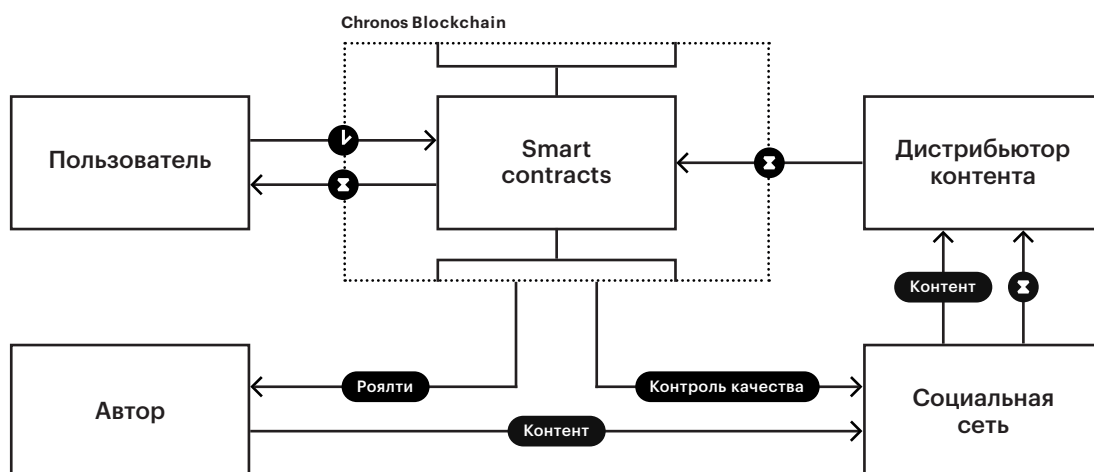 Chronos Blockchain
Пользователь
Smart
contracts
Дистрибьютор
контента
Контент
Роялти
Контроль качества
Автор
Контент
Социальная
сеть